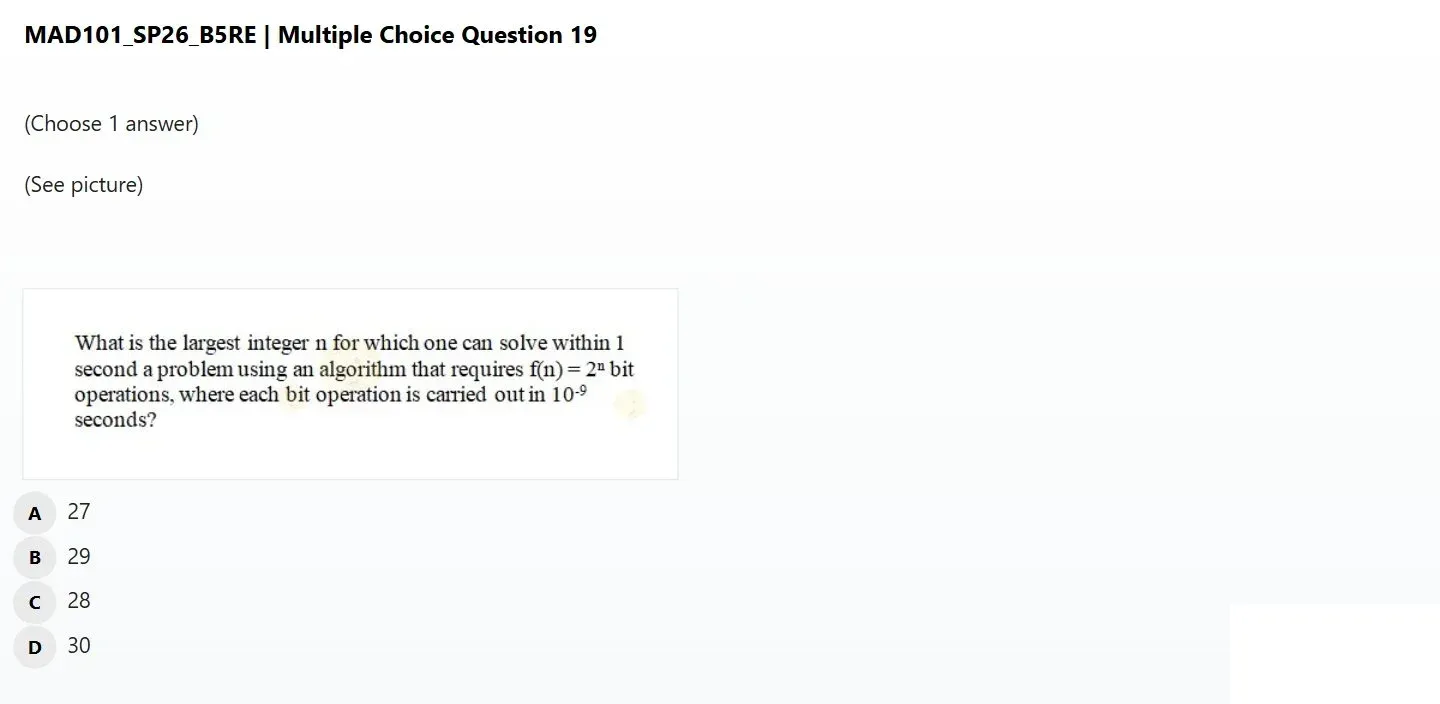 MAD101_SP26_B5RE | Multiple Choice Question 19
(Choose 1 answer)
(See picture)
What is the largest integer n for which one can solve within 1
second a problem using an algorithm that requires f(n) = 2ⁿ bit
operations, where each bit operation is carried out in 10⁻⁹
seconds?
A 27
B 29
C 28
D 30